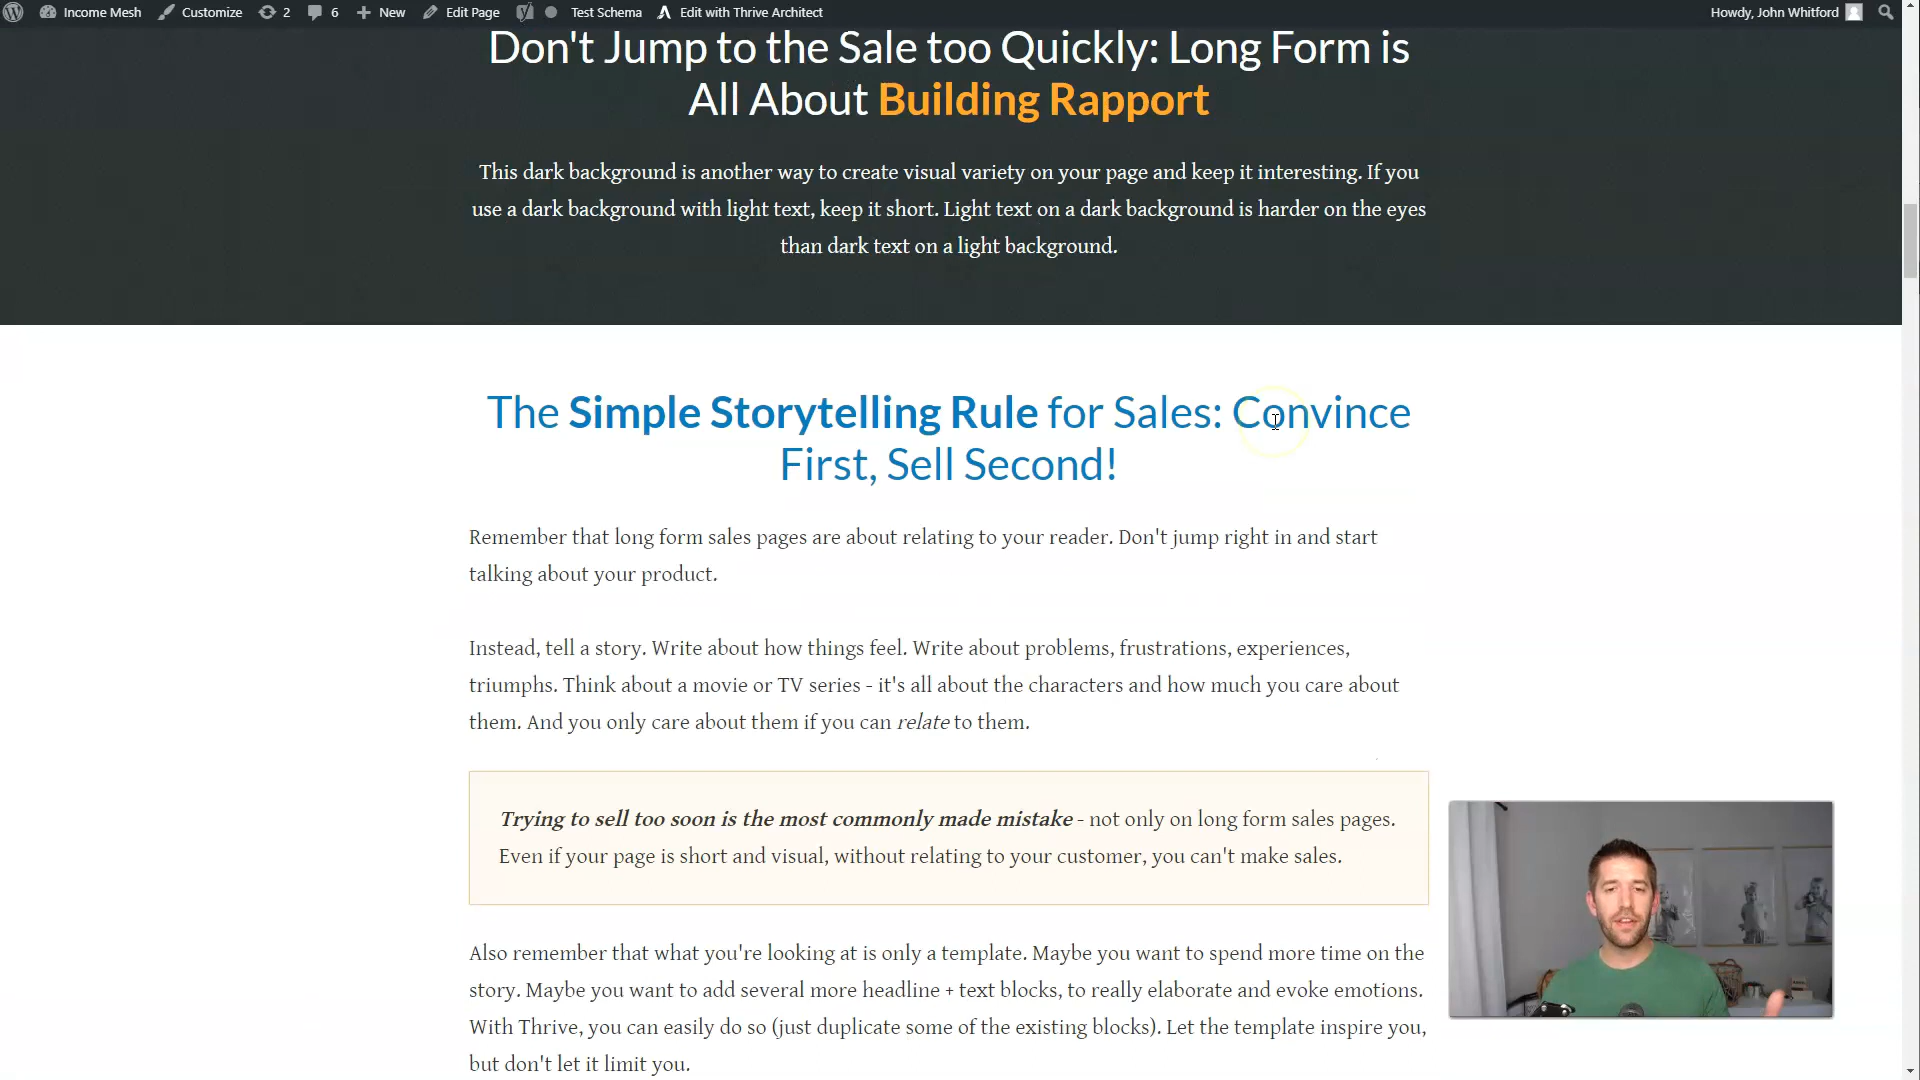 Income Mesh Customize 2 6 New Edit Page Test Schema Edit with Thrive Architect Howdy, John Whitford
Don't Jump to the Sale too Quickly: Long Form is
All About Building Rapport
This dark background is another way to create visual variety on your page and keep it interesting. If you
use a dark background with light text, keep it short. Light text on a dark background is harder on the eyes
than dark text on a light background.
The Simple Storytelling Rule for Sales: Convince
First, Sell Second!
Remember that long form sales pages are about relating to your reader. Don't jump right in and start
talking about your product.
Instead, tell a story. Write about how things feel. Write about problems, frustrations, experiences,
triumphs. Think about a movie or TV series - it's all about the characters and how much you care about
them. And you only care about them if you can relate to them.
Trying to sell too soon is the most commonly made mistake - not only on long form sales pages.
Even if your page is short and visual, without relating to your customer, you can't make sales.
Also remember that what you're looking at is only a template. Maybe you want to spend more time on the
story. Maybe you want to add several more headline + text blocks, to really elaborate and evoke emotions.
With Thrive, you can easily do so (just duplicate some of the existing blocks). Let the template inspire you,
but don't let it limit you.